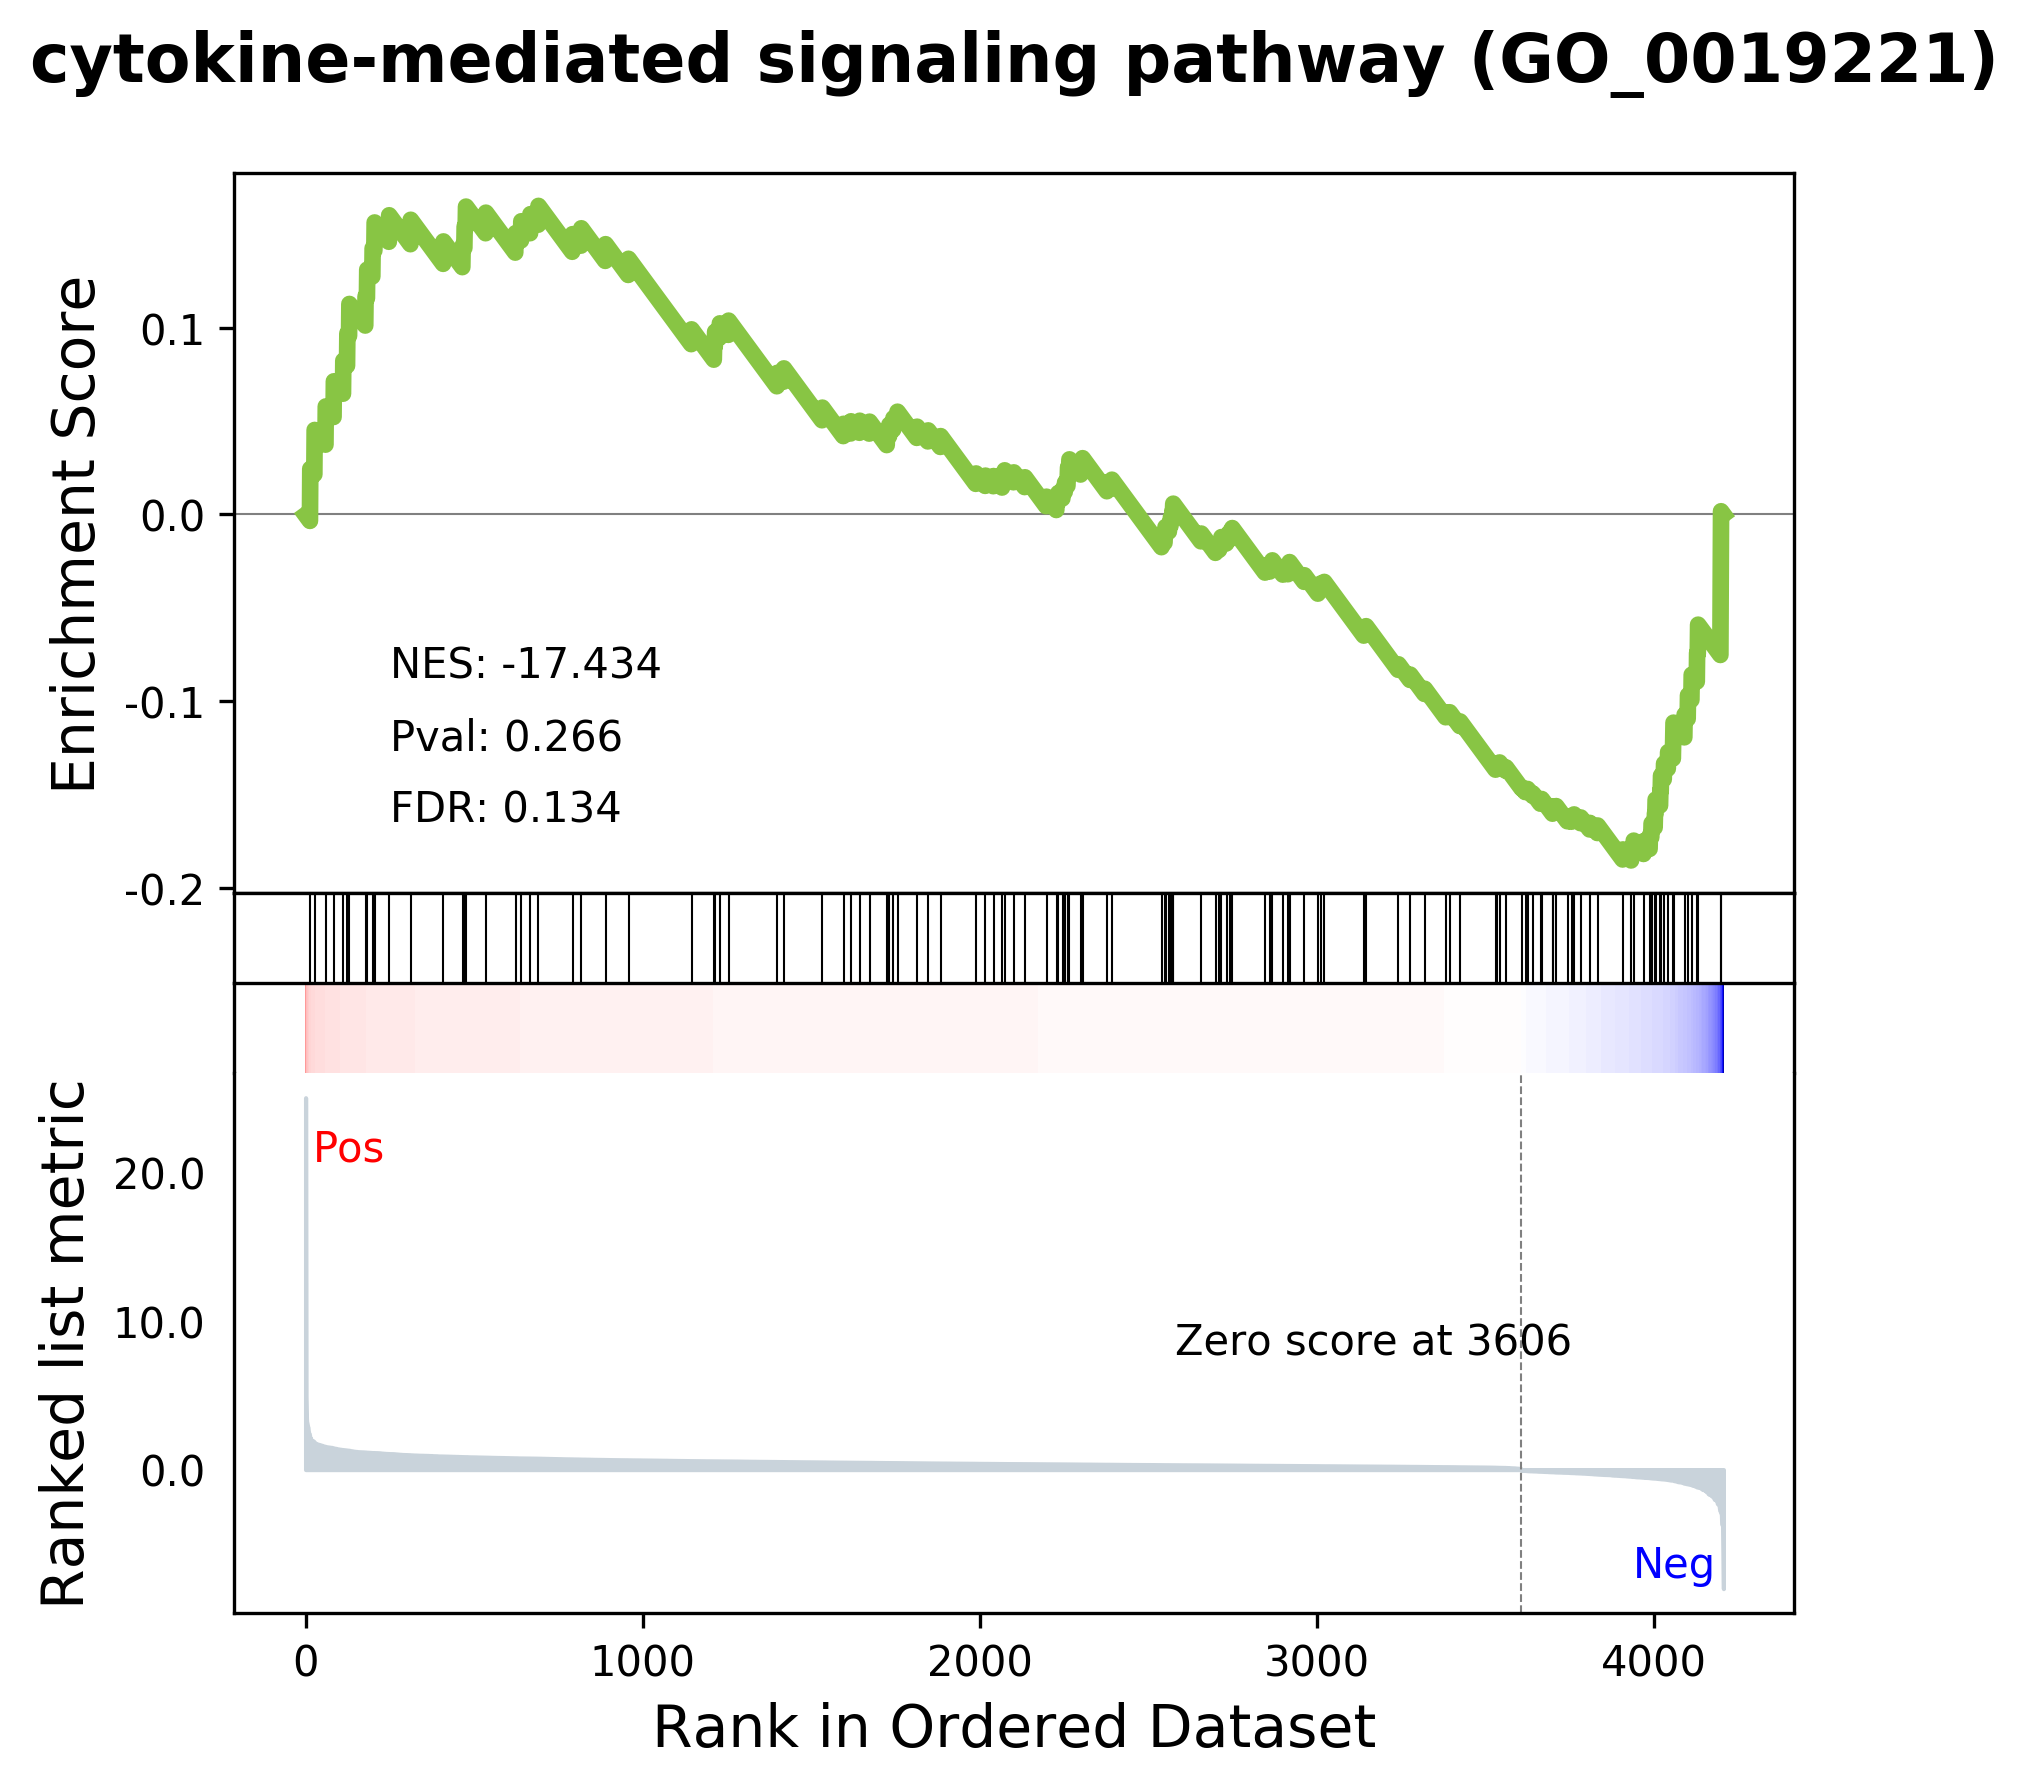 cytokine-mediated signaling pathway (GO_0019221)
Enrichment Score
0.1
0.0
-0.1
-0.2
NES: -17.434
Pval: 0.266
FDR: 0.134
Ranked list metric
20.0
10.0
0.0
Pos
Zero score at 3606
Neg
0 1000 2000 3000 4000
Rank in Ordered Dataset